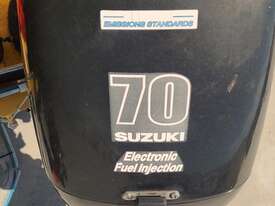 EMISSIONS STANDARDS
70
SUZUKI
Electronic
Fuel Injection